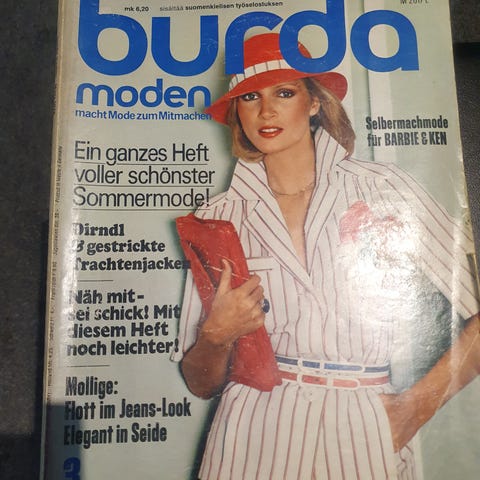 mk 6,20 sisältää suomenkielisen työselostuksen
burda
moden
macht Mode zum Mitmachen
Selbermachmode
für BARBIE & KEN
Ein ganzes Heft
voller schönster
Sommermode!
Dirndl
& gestrickte
Trachtenjacken
Näh mit-
sei schick! Mit
diesem Heft
noch leichter!
Mollige:
Flott im Jeans-Look
Elegant in Seide
3